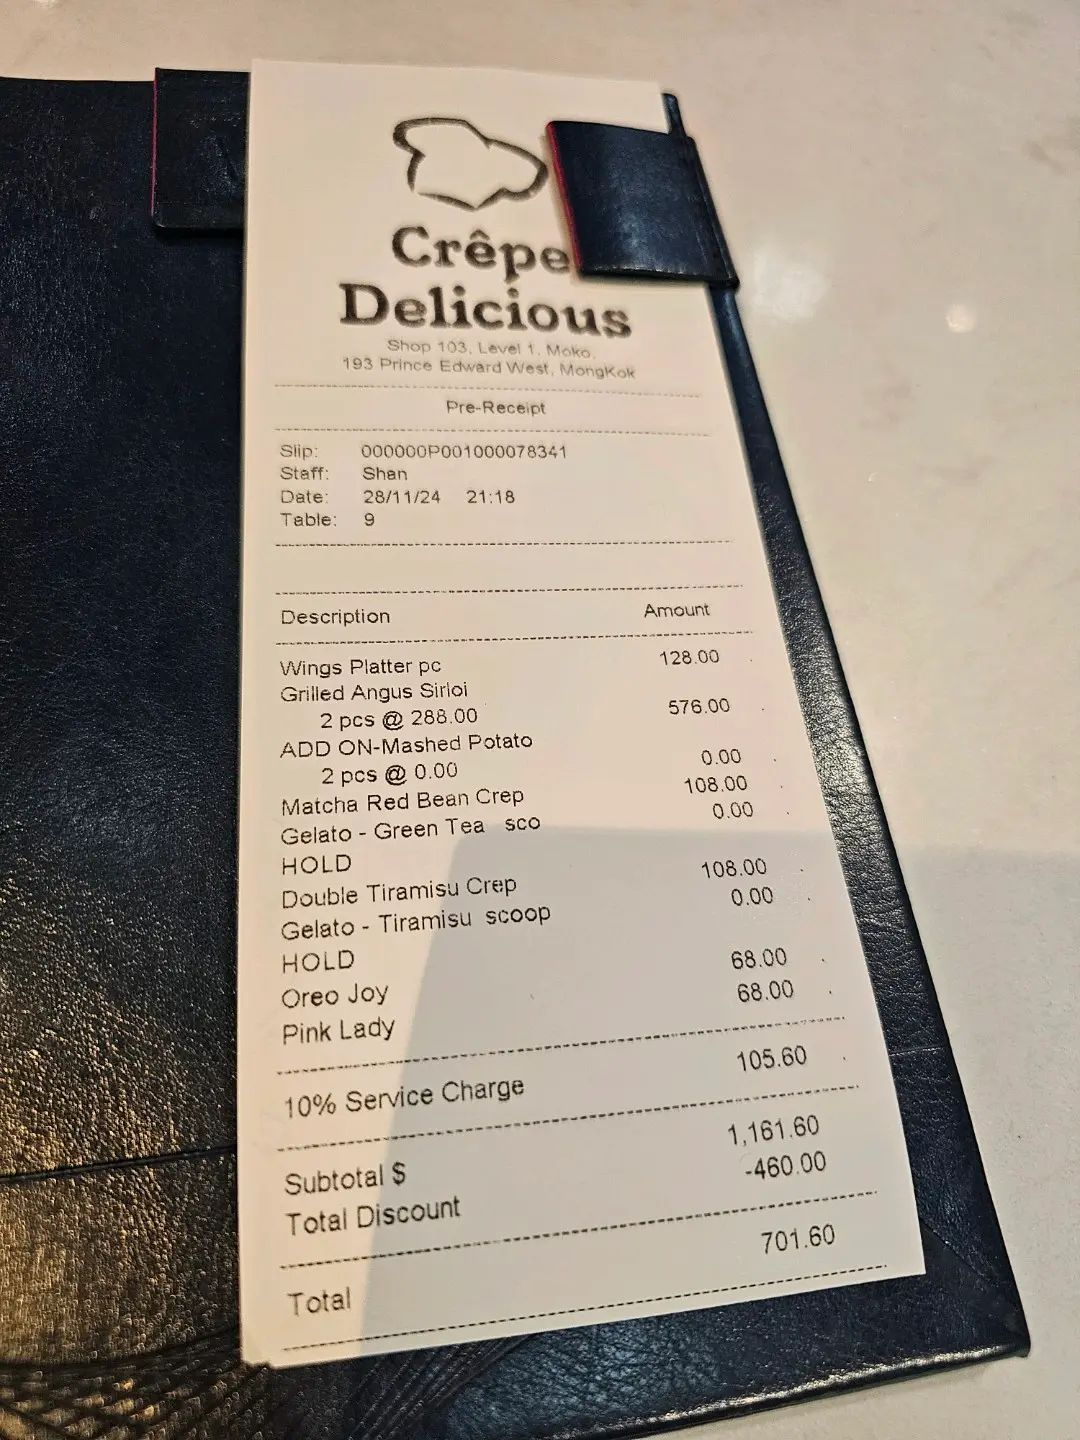 Crêpe
Delicious
Shop 103, Level 1, Moko,
193 Prince Edward West, MongKok
Pre-Receipt
Slip: 000000P001000078341
Staff: Shan
Date: 28/11/24 21:18
Table: 9
Description Amount
Wings Platter pc 128.00
Grilled Angus Sirloi
2 pcs @ 288.00 576.00
ADD ON-Mashed Potato
2 pcs @ 0.00 0.00
Matcha Red Bean Crep 108.00
Gelato - Green Tea sco 0.00
HOLD
Double Tiramisu Crep 108.00
Gelato - Tiramisu scoop 0.00
HOLD
Oreo Joy 68.00
Pink Lady 68.00
10% Service Charge 105.60
Subtotal $ 1,161.60
Total Discount -460.00
Total 701.60